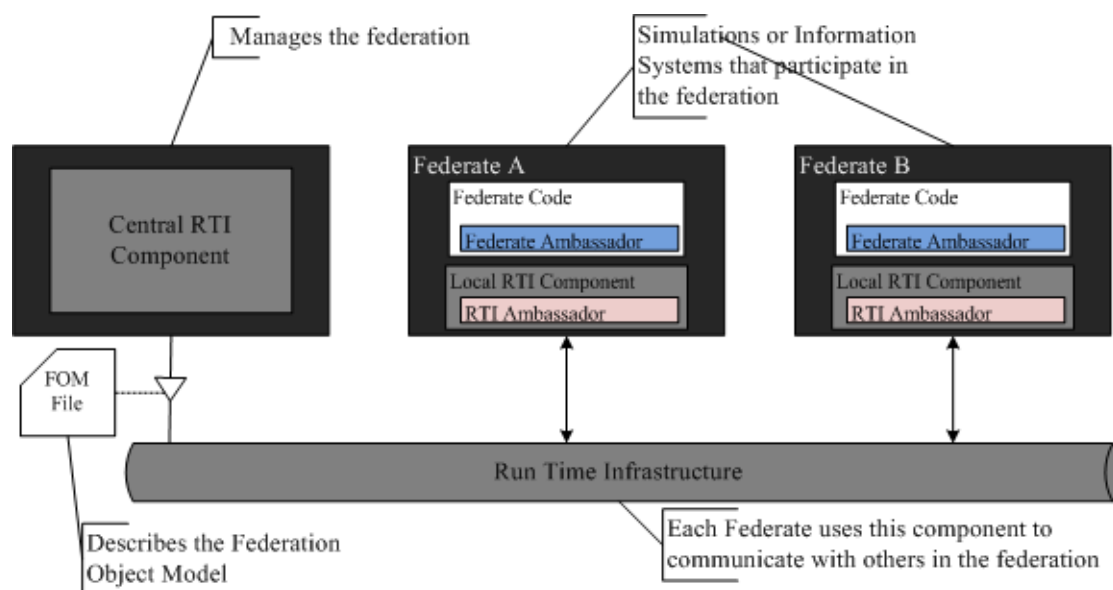 Manages the federation
Simulations or Information
Systems that participate in
the federation
Central RTI
Component
Federate A
Federate Code
Federate Ambassador
Local RTI Component
RTI Ambassador
Federate B
Federate Code
Federate Ambassador
Local RTI Component
RTI Ambassador
FOM
File
Run Time Infrastructure
Describes the Federation
Object Model
Each Federate uses this component to
communicate with others in the federation